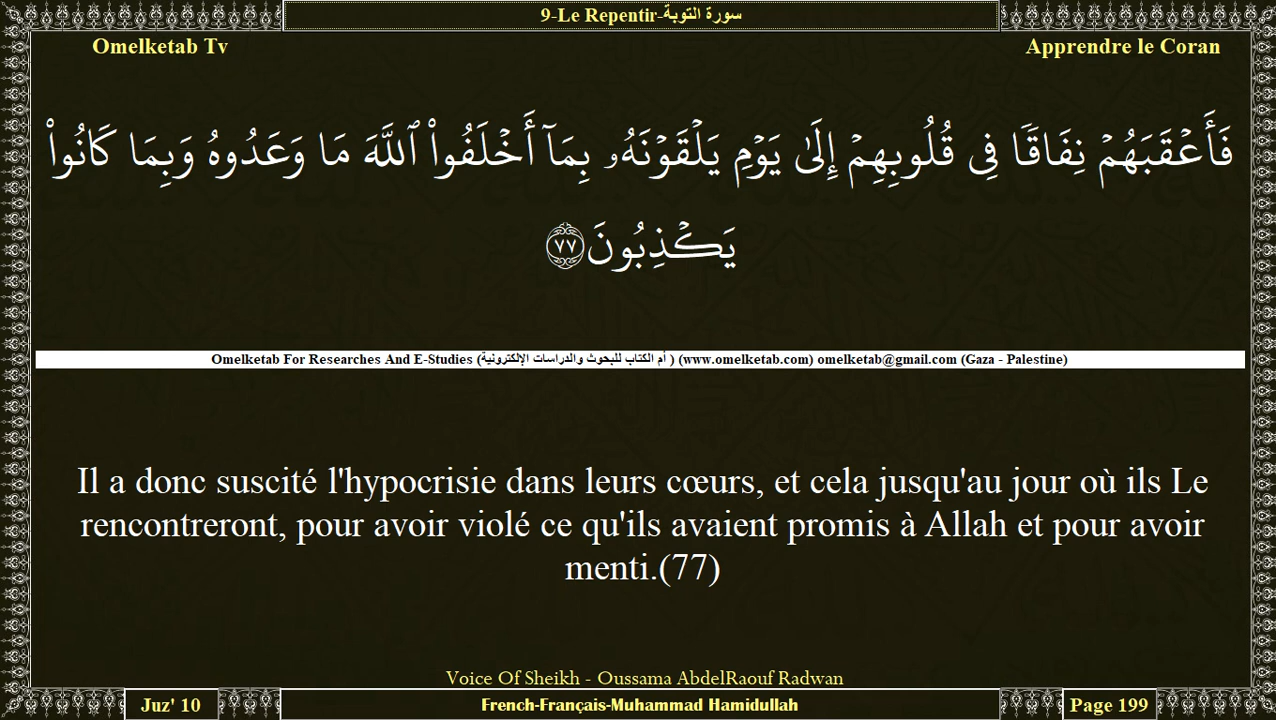 9-Le Repentir-سورة التوبة
Omelketab Tv
Apprendre le Coran
فَأَعۡقَبَهُمۡ نِفَاقٗا فِي قُلُوبِهِمۡ إِلَىٰ يَوۡمِ يَلۡقَوۡنَهُۥ بِمَآ أَخۡلَفُواْ ٱللَّهَ مَا وَعَدُوهُ وَبِمَا كَانُواْ
يَكۡذِبُونَ ٧٧
Omelketab For Researches And E-Studies (أم الكتاب للبحوث والدراسات الإلكترونية ) (www.omelketab.com) omelketab@gmail.com (Gaza - Palestine)
Il a donc suscité l'hypocrisie dans leurs cœurs, et cela jusqu'au jour où ils Le
rencontreront, pour avoir violé ce qu'ils avaient promis à Allah et pour avoir
menti.(77)
Voice Of Sheikh - Oussama AbdelRaouf Radwan
Juz' 10
French-Français-Muhammad Hamidullah
Page 199